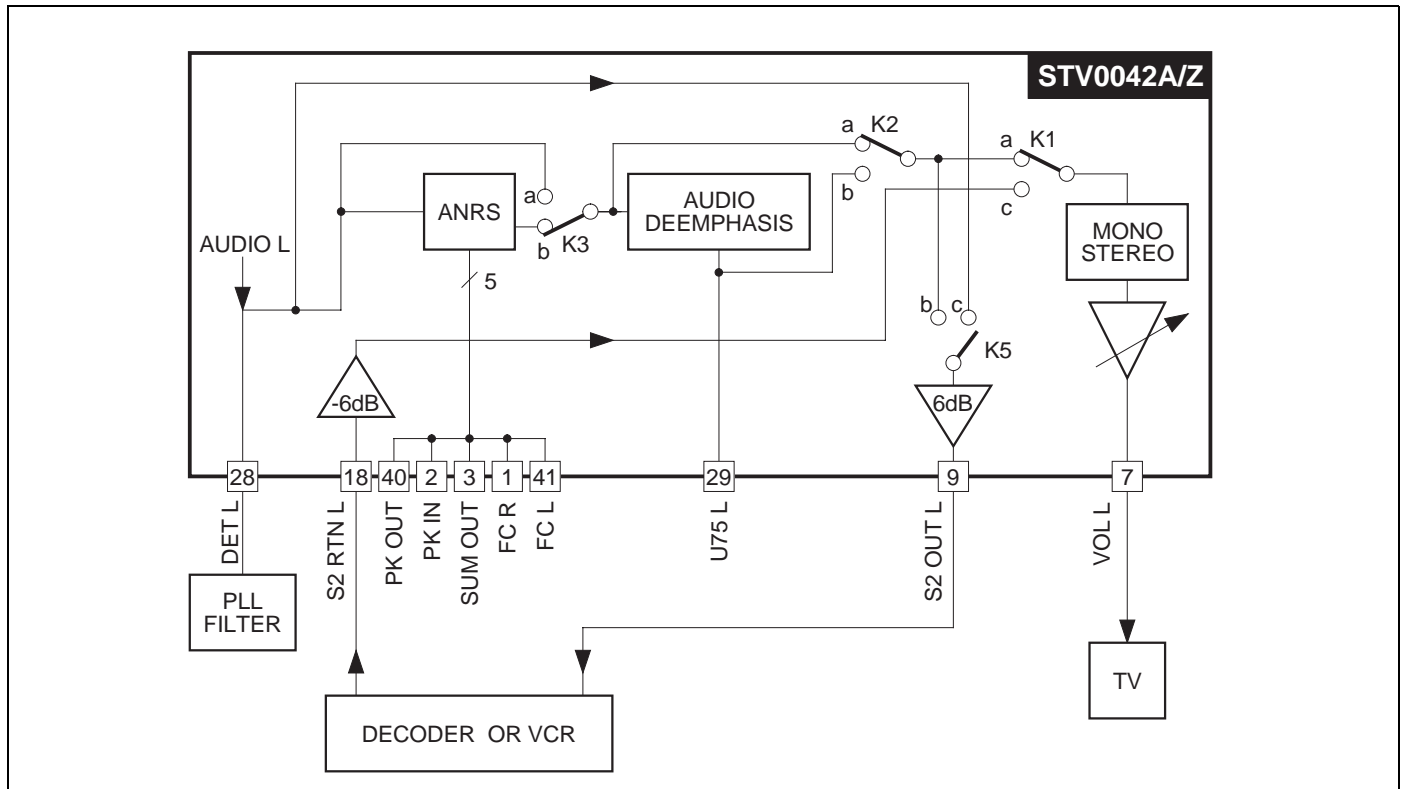 STV0042A/Z
a K2
a K1
b
c
a
b K3
ANRS
AUDIO
DEEMPHASIS
MONO
STEREO
AUDIO L
5
b c
K5
-6dB
6dB
28
18
40
2
3
1
41
29
9
7
DET L
S2 RTN L
PK OUT
PK IN
SUM OUT
FC R
FC L
U75 L
S2 OUT L
VOL L
PLL
FILTER
TV
DECODER OR VCR